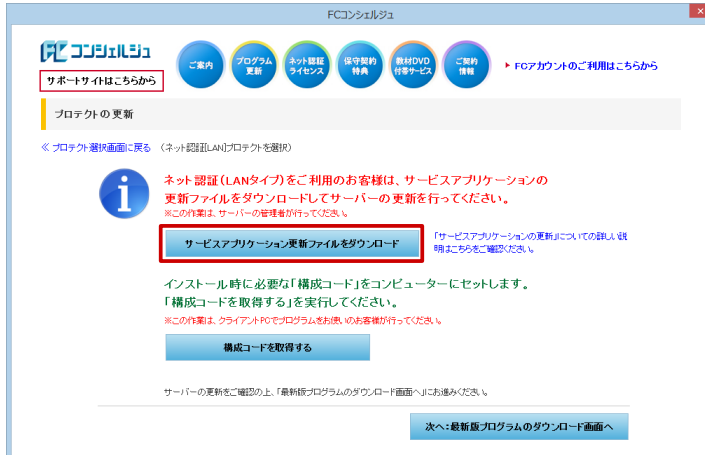 FCコンシェルジュ
FCコンシェルジュ
サポートサイトはこちらから
ご案内
プログラム
更新
ネット認証
ライセンス
保守契約
特典
教材DVD
付帯サービス
ご契約
情報
FCアカウントのご利用はこちらから
プロテクトの更新
≪ プロテクト選択画面に戻る (ネット認証[LAN]プロテクトを選択)
ネット認証(LANタイプ)をご利用のお客様は、サービスアプリケーションの
更新ファイルをダウンロードしてサーバーの更新を行ってください。
※この作業は、サーバーの管理者が行ってください。
サービスアプリケーション更新ファイルをダウンロード
「サービスアプリケーションの更新」についての詳しい説
明はこちらをご確認ください。
インストール時に必要な「構成コード」をコンピューターにセットします。
「構成コードを取得する」を実行してください。
※この作業は、クライアントPCでプログラムをお使いのお客様が行ってください。
構成コードを取得する
サーバーの更新をご確認の上、「最新版プログラムのダウンロード画面へ」にお進みください。
次へ:最新版プログラムのダウンロード画面へ